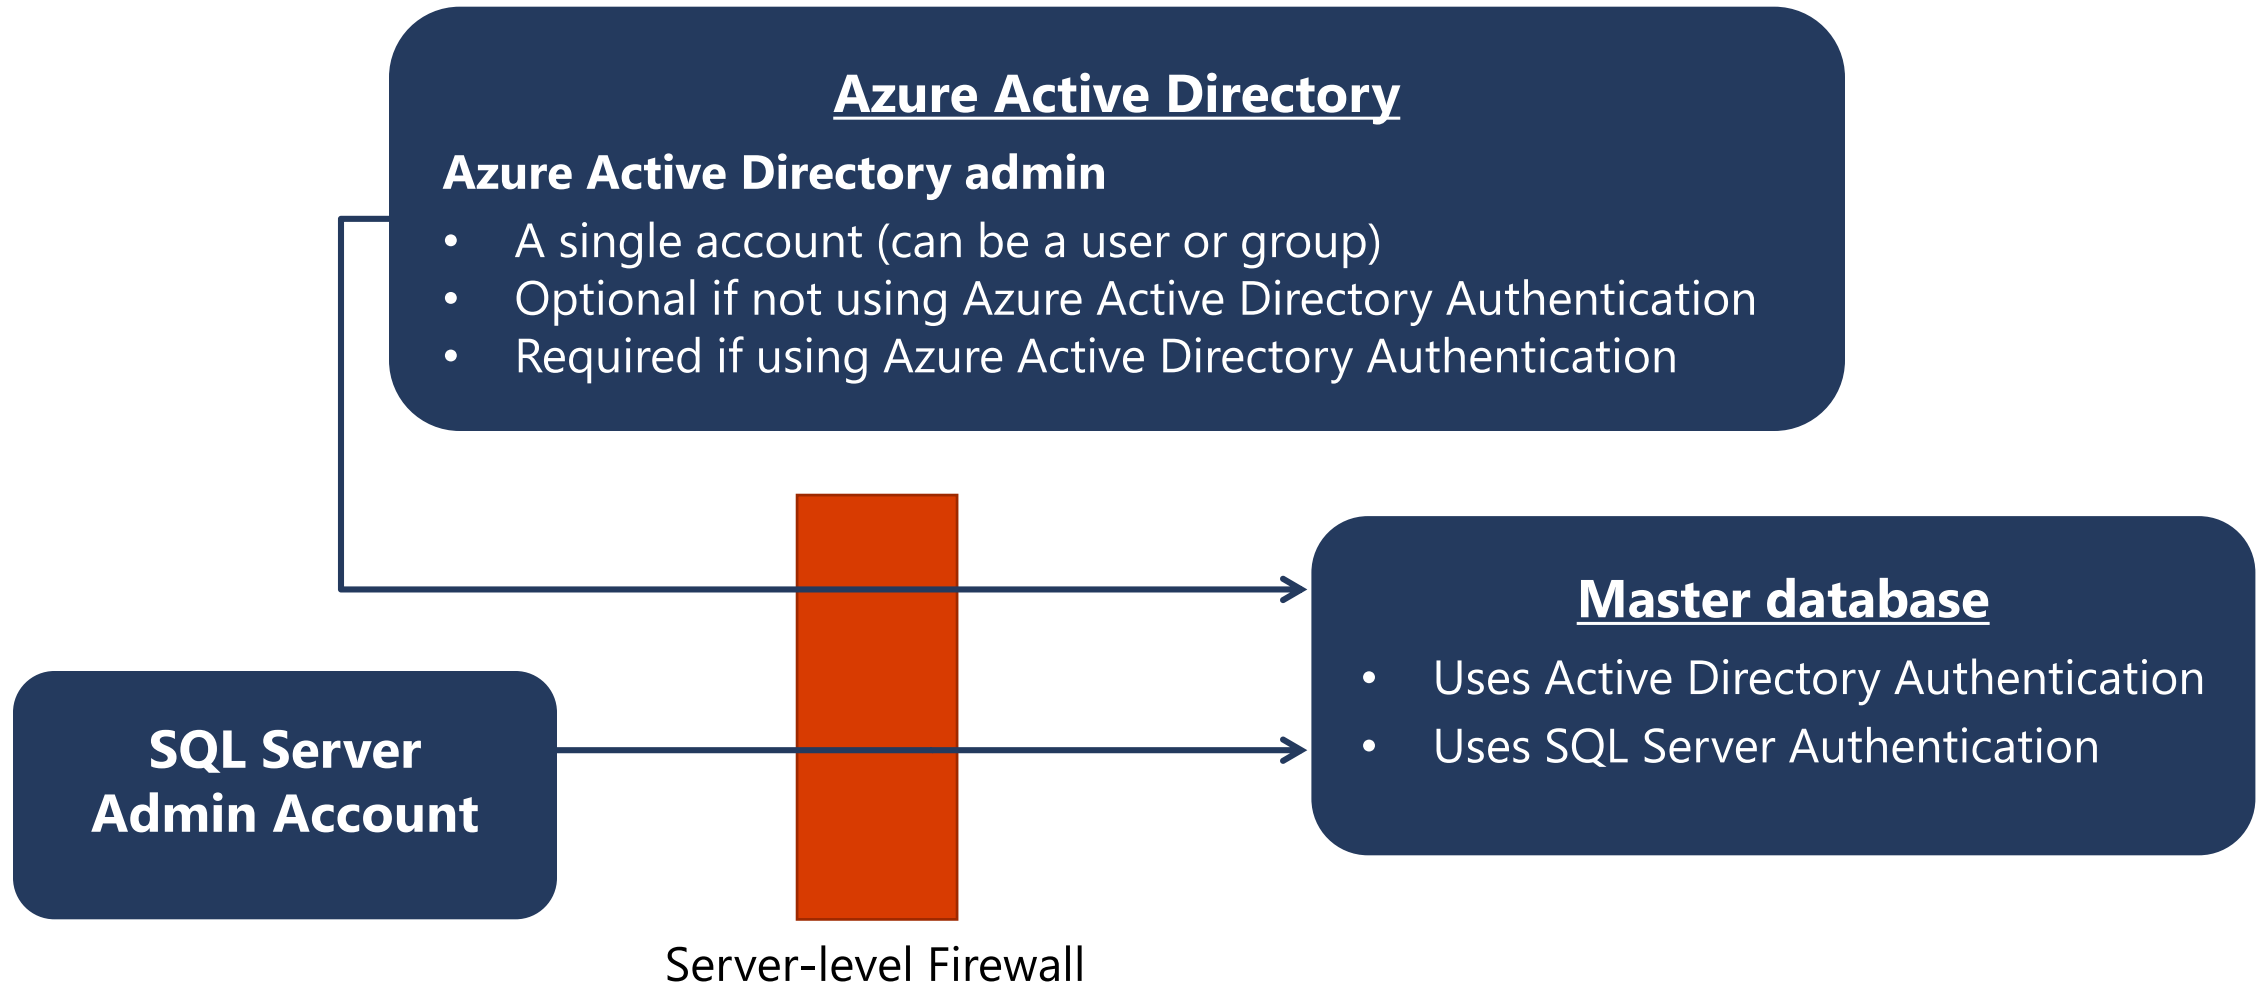 Azure Active Directory
Azure Active Directory admin
• A single account (can be a user or group)
• Optional if not using Azure Active Directory Authentication
• Required if using Azure Active Directory Authentication
Master database
• Uses Active Directory Authentication
• Uses SQL Server Authentication
SQL Server
Admin Account
Server-level Firewall